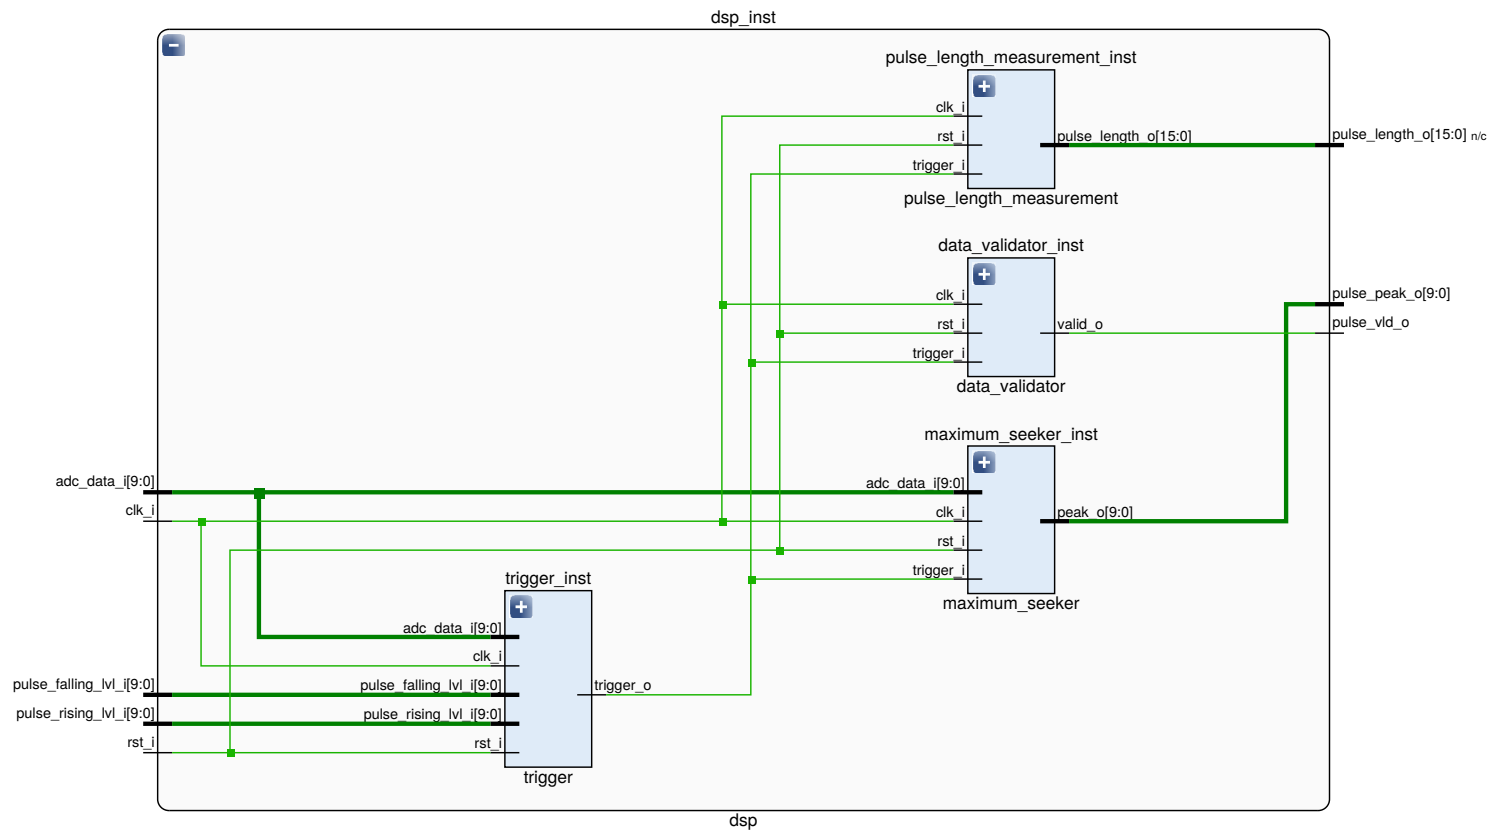 dsp_inst
pulse_length_measurement_inst
clk_i
rst_i
trigger_i
pulse_length_o[15:0]
pulse_length_measurement
pulse_length_o[15:0] n/c
data_validator_inst
clk_i
rst_i
trigger_i
valid_o
data_validator
pulse_peak_o[9:0]
pulse_vld_o
maximum_seeker_inst
adc_data_i[9:0]
clk_i
rst_i
trigger_i
peak_o[9:0]
maximum_seeker
adc_data_i[9:0]
clk_i
pulse_falling_lvl_i[9:0]
pulse_rising_lvl_i[9:0]
rst_i
trigger_inst
adc_data_i[9:0]
clk_i
pulse_falling_lvl_i[9:0]
pulse_rising_lvl_i[9:0]
rst_i
trigger_o
trigger
dsp